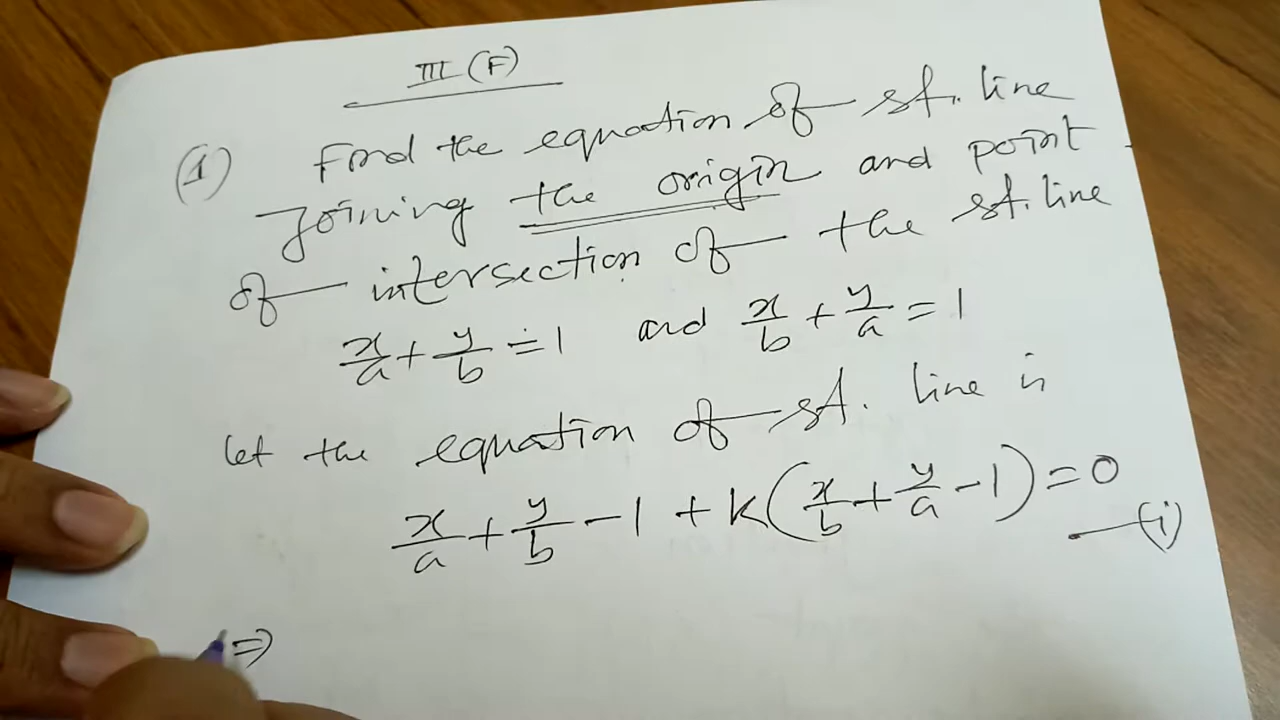 III (F)
(1) Find the equation of st. line
Joining the origin and point
of intersection of the st. line
x/a + y/b = 1 and x/b + y/a = 1
let the equation of st. line is
x/a + y/b - 1 + k(x/b + y/a - 1) = 0
—(i)
⇒